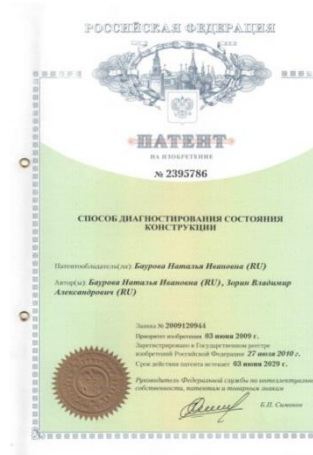 РОССИЙСКАЯ ФЕДЕРАЦИЯ
ПАТЕНТ
НА ИЗОБРЕТЕНИЕ
№ 2395786
СПОСОБ ДИАГНОСТИРОВАНИЯ СОСТОЯНИЯ
КОНСТРУКЦИИ
Патентообладатель(ли): Баурова Наталья Ивановна (RU)
Автор(ы): Баурова Наталья Ивановна (RU), Зорин Владимир
Александрович (RU)
Заявка № 2009120944
Приоритет изобретения 03 июня 2009 г.
Зарегистрировано в Государственном реестре
изобретений Российской Федерации 27 июля 2010 г.
Срок действия патента истекает 03 июня 2029 г.
Руководитель Федеральной службы по интеллектуальной
собственности, патентам и товарным знакам
Б.П. Симонов